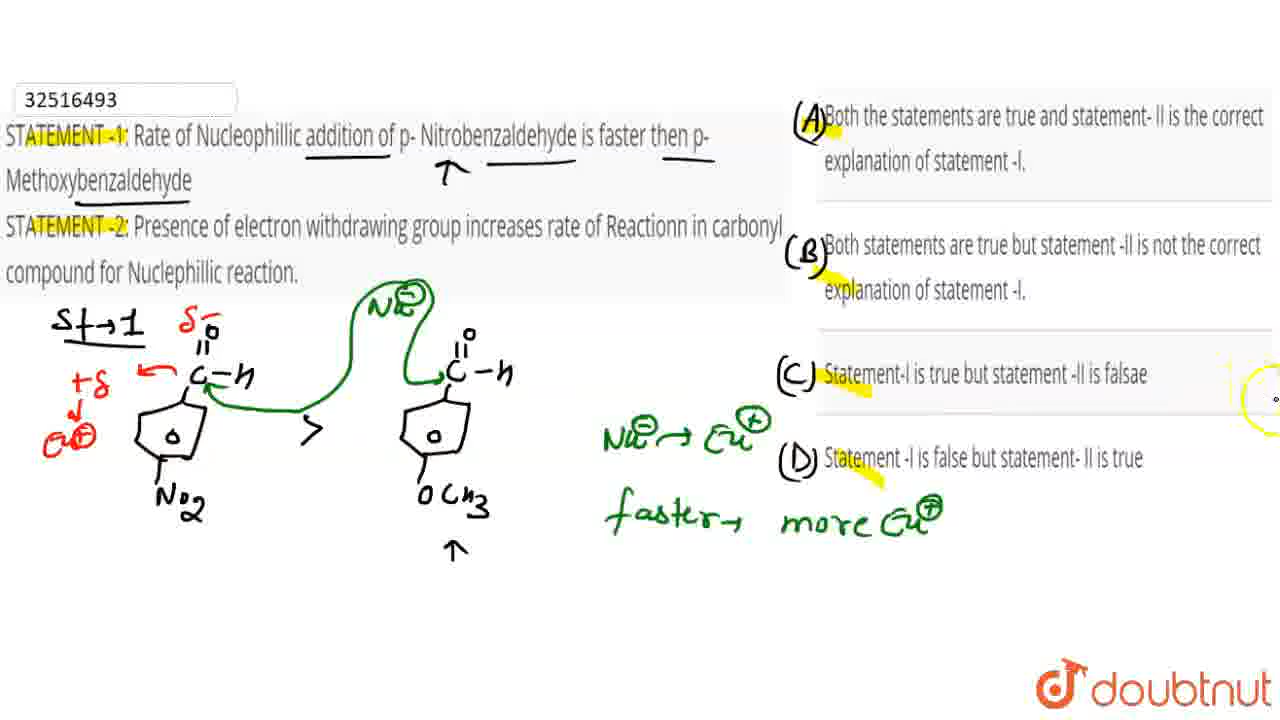 32516493
STATEMENT -1: Rate of Nucleophillic addition of p- Nitrobenzaldehyde is faster then p-
Methoxybenzaldehyde
STATEMENT -2: Presence of electron withdrawing group increases rate of Reactionn in carbonyl
compound for Nuclephillic reaction.
(A) Both the statements are true and statement- II is the correct
explanation of statement -I.
(B) Both statements are true but statement -II is not the correct
explanation of statement -I.
(C) Statement-I is true but statement -II is falsae
(D) Statement -I is false but statement- II is true
St→1
δ-
O
C-H
+δ
NO2
>
Nu⊖
O
C-H
OCH3
Nu⊖ →
faster→ more
doubtnut